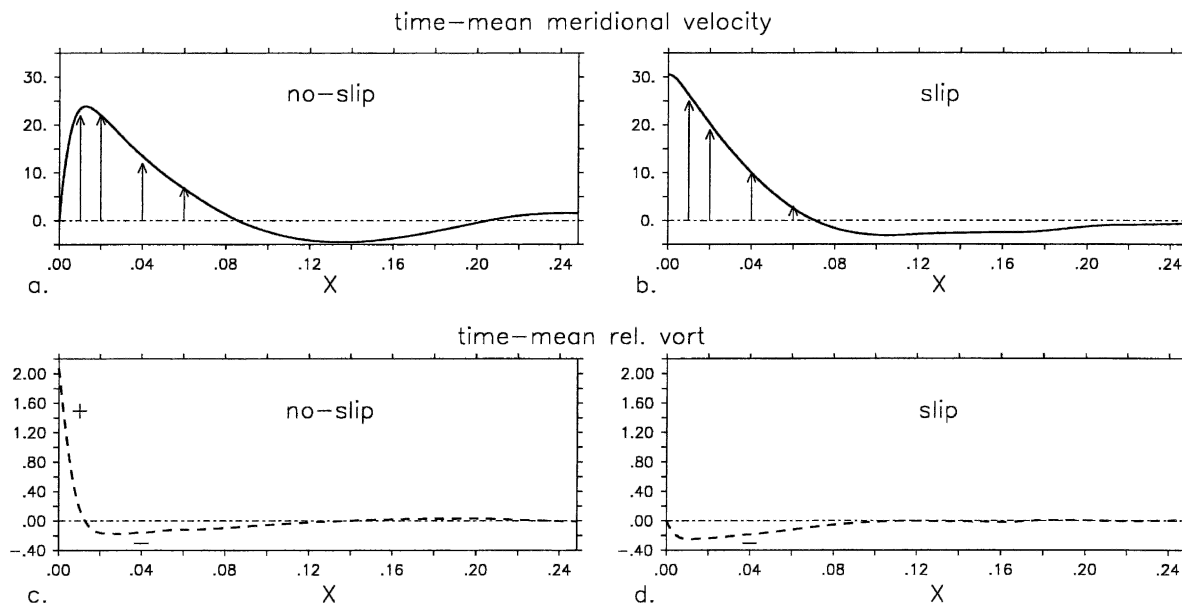 time-mean meridional velocity
no-slip
slip
30.
20.
10.
0.
30.
20.
10.
0.
.00 .04 .08 .12 .16 .20 .24
.00 .04 .08 .12 .16 .20 .24
a. X
b. X
time-mean rel. vort
no-slip
slip
2.00
1.60
1.20
.80
.40
.00
-.40
2.00
1.60
1.20
.80
.40
.00
-.40
+
−
−
.00 .04 .08 .12 .16 .20 .24
.00 .04 .08 .12 .16 .20 .24
c. X
d. X